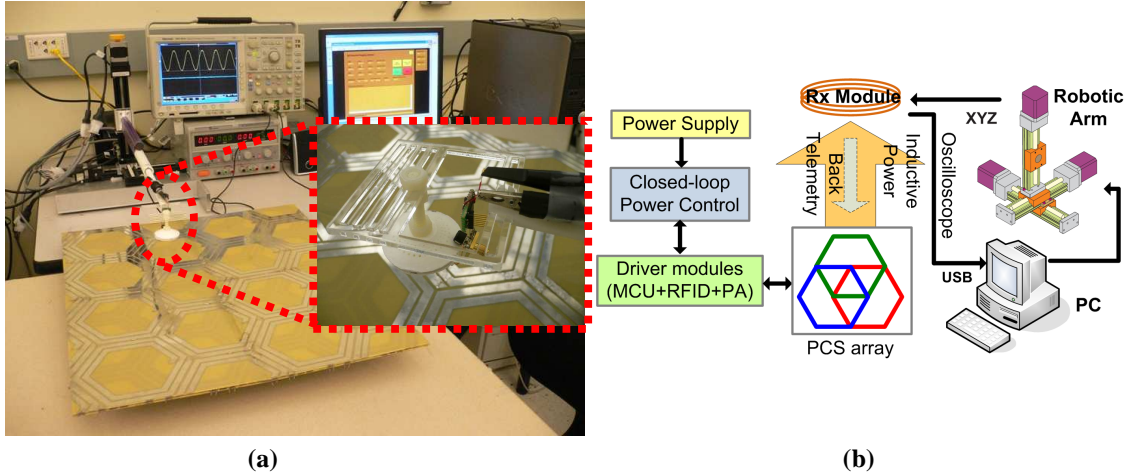 Power Supply
Closed-loop
Power Control
Driver modules
(MCU+RFID+PA)
Rx Module
Telemetry
Back
Power
Inductive
Oscilloscope
XYZ
Robotic
Arm
USB
PC
PCS array
(a)
(b)